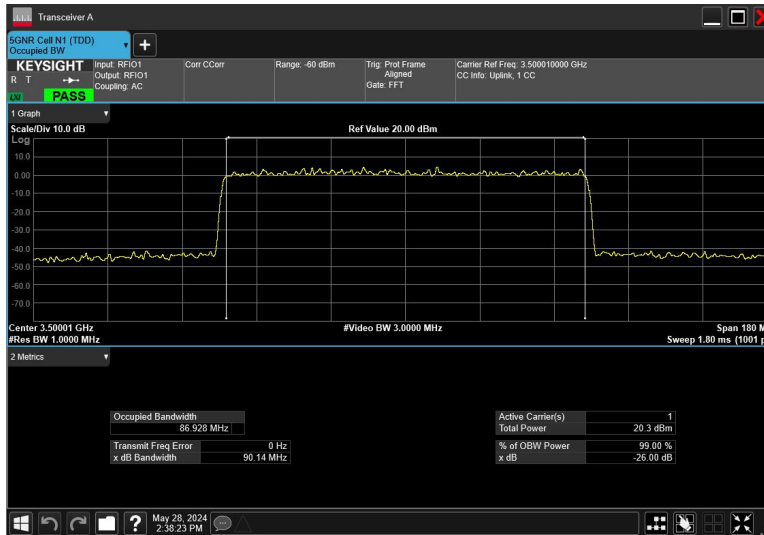 Transceiver A
5GNR Cell N1 (TDD)
Occupied BW
KEYSIGHT
R T
LXI
PASS
Input: RFIO1
Output: RFIO1
Coupling: AC
Corr CCorr
Range: -60 dBm
Trig: Prot Frame
Aligned
Gate: FFT
Carrier Ref Freq: 3.500010000 GHz
CC Info: Uplink, 1 CC
1 Graph
Scale/Div 10.0 dB
Ref Value 20.00 dBm
Log
10.0
0.00
-10.0
-20.0
-30.0
-40.0
-50.0
-60.0
-70.0
Center 3.50001 GHz
#Video BW 3.0000 MHz
Span 180 M
#Res BW 1.0000 MHz
Sweep 1.80 ms (1001 p
2 Metrics
Occupied Bandwidth
86.928 MHz
Transmit Freq Error 0 Hz
x dB Bandwidth 90.14 MHz
Active Carrier(s) 1
Total Power 20.3 dBm
% of OBW Power 99.00 %
x dB -26.00 dB
May 28, 2024
2:38:23 PM